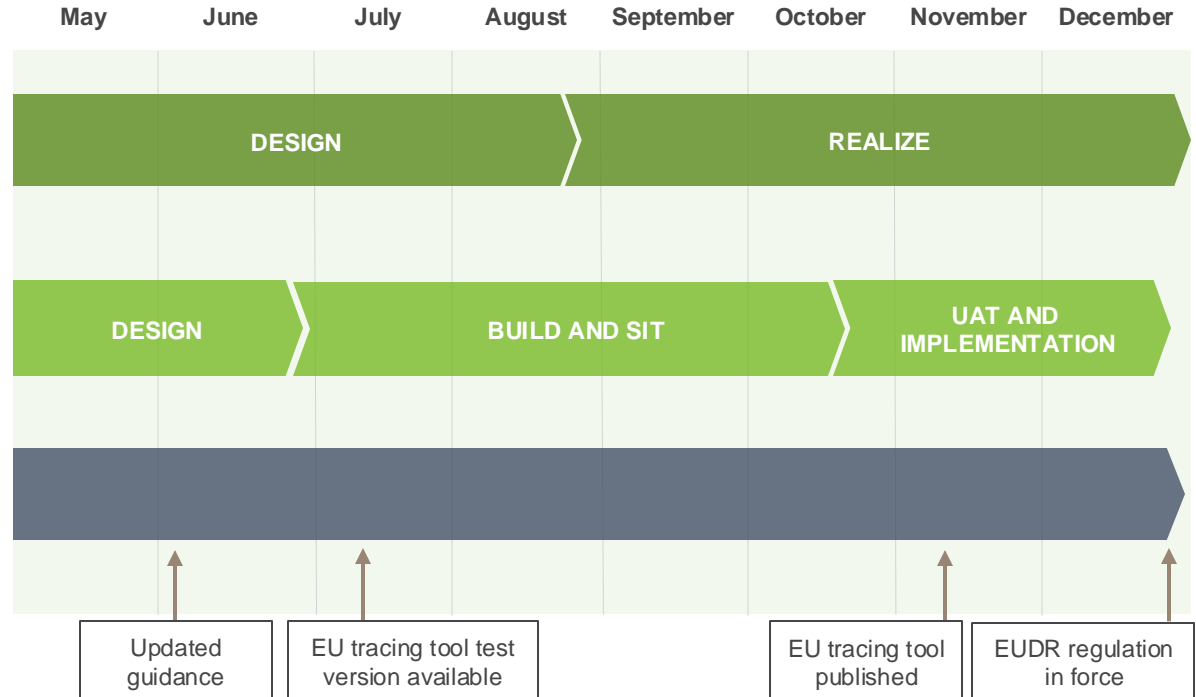 May June July August September October November December
DESIGN REALIZE
DESIGN
BUILD AND SIT
UAT AND
IMPLEMENTATION
Updated
guidance
EU tracing tool test
version available
EU tracing tool
published
EUDR regulation
in force